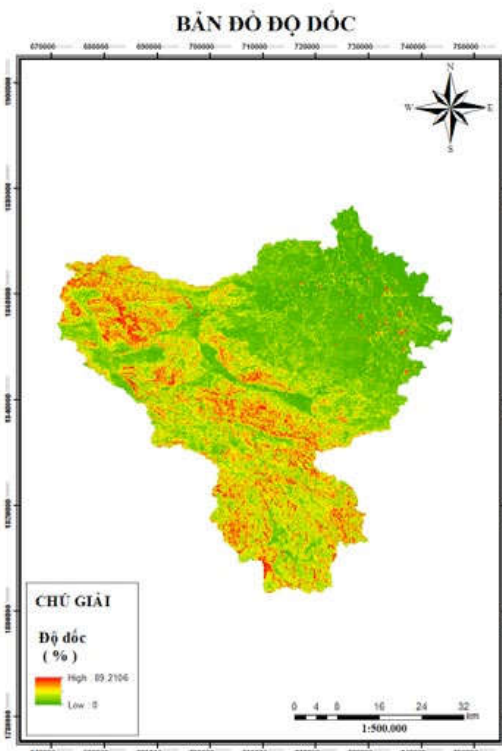 BẢN ĐỒ ĐỘ DỐC
670000 680000 690000 700000 710000 720000 730000 740000 750000
N
W E
S
CHÚ GIẢI
Độ dốc
( % )
High : 89.2106
Low : 0
0 4 8 16 24 32
km
1:500.000